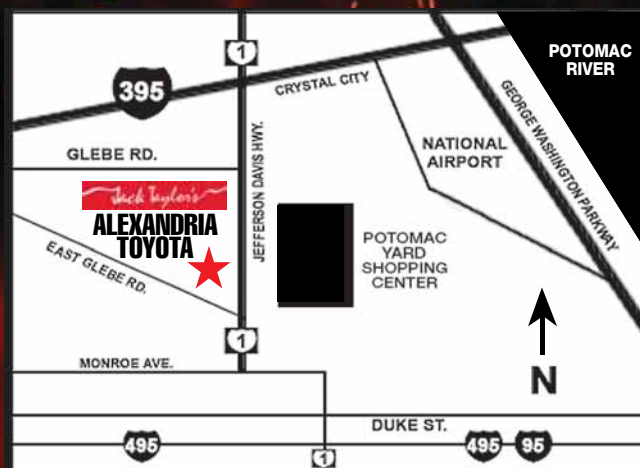 1
POTOMAC
RIVER
395
CRYSTAL CITY
JEFFERSON DAVIS HWY.
GEORGE WASHINGTON PARKWAY
GLEBE RD.
NATIONAL
AIRPORT
Jack Taylor's
ALEXANDRIA
TOYOTA
EAST GLEBE RD.
POTOMAC
YARD
SHOPPING
CENTER
1
MONROE AVE.
N
DUKE ST.
495
1
495
95